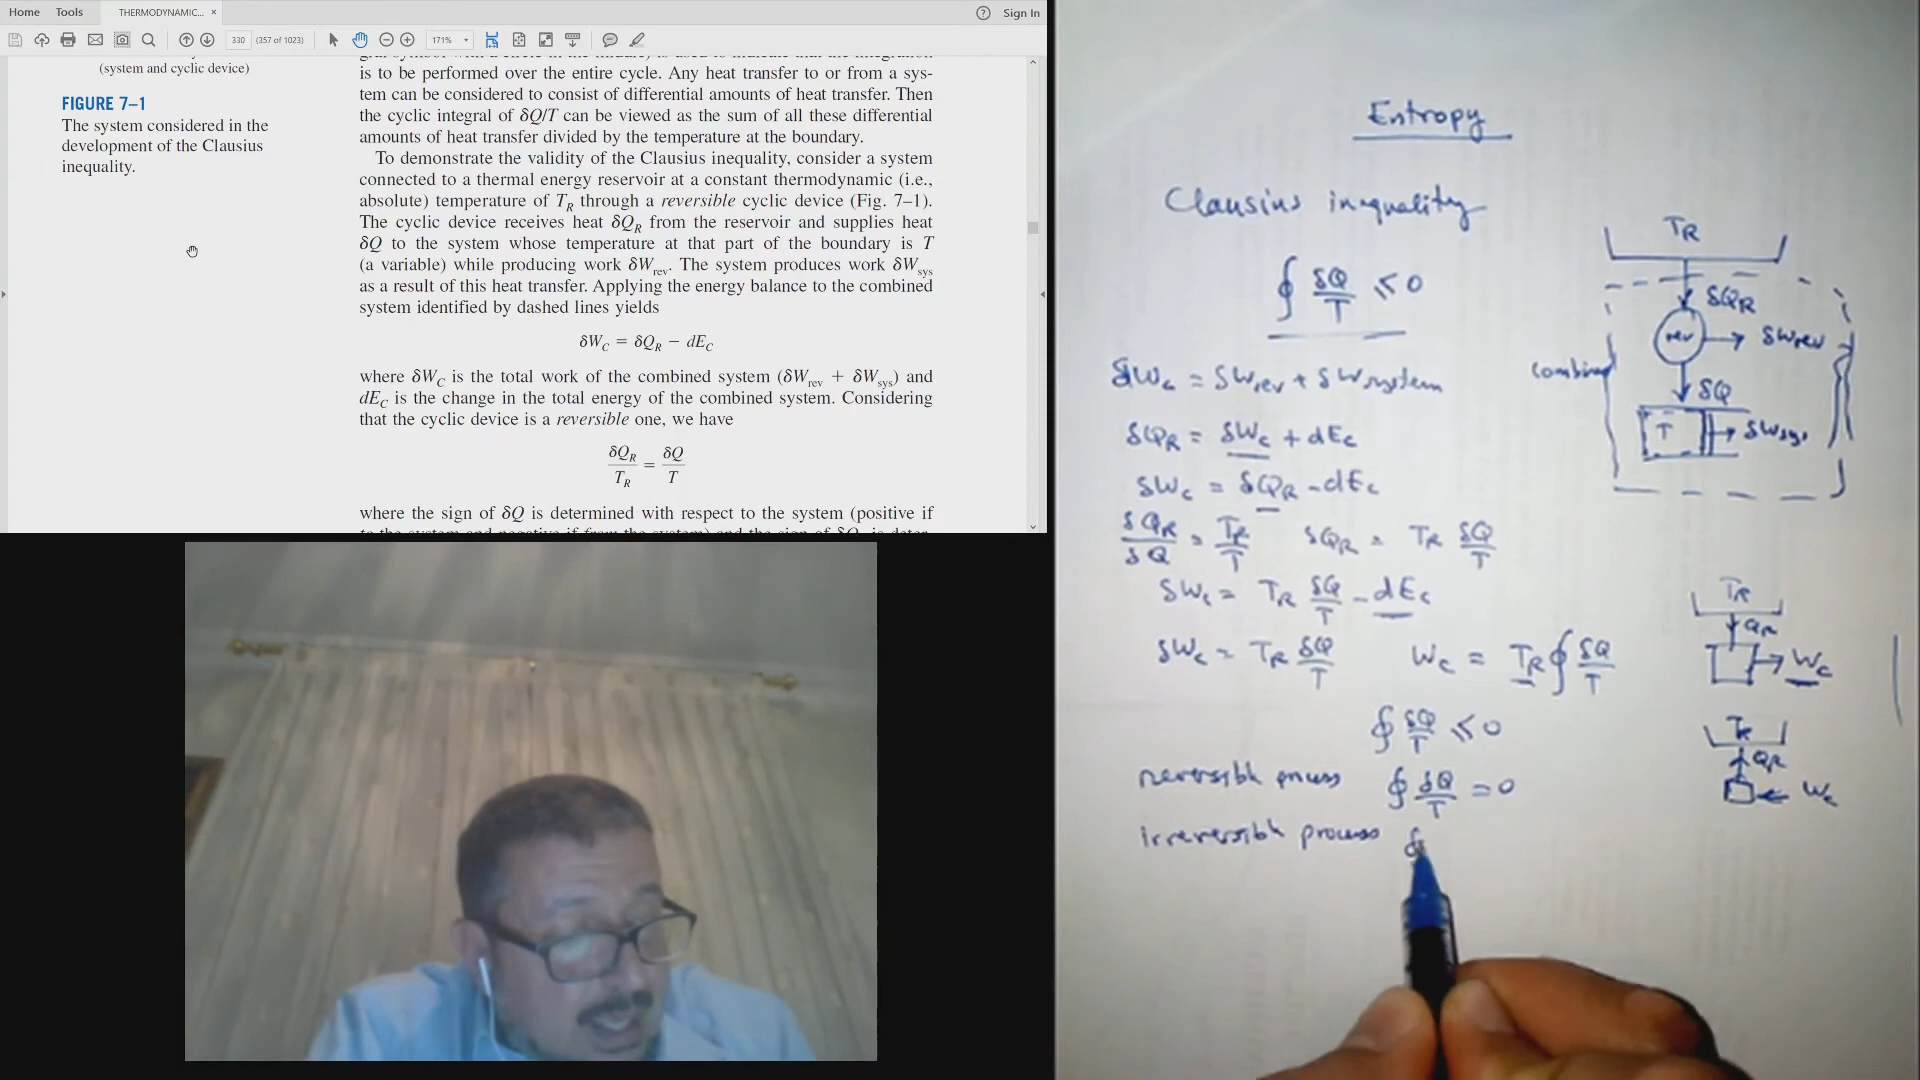 Home Tools THERMODYNAMIC... × Sign In
330 (357 of 1023) 171%
(system and cyclic device)
FIGURE 7–1
The system considered in the
development of the Clausius
inequality.
is to be performed over the entire cycle. Any heat transfer to or from a sys-
tem can be considered to consist of differential amounts of heat transfer. Then
the cyclic integral of δQ/T can be viewed as the sum of all these differential
amounts of heat transfer divided by the temperature at the boundary.
To demonstrate the validity of the Clausius inequality, consider a system
connected to a thermal energy reservoir at a constant thermodynamic (i.e.,
absolute) temperature of T_R through a reversible cyclic device (Fig. 7–1).
The cyclic device receives heat δQ_R from the reservoir and supplies heat
δQ to the system whose temperature at that part of the boundary is T
(a variable) while producing work δW_rev. The system produces work δW_sys
as a result of this heat transfer. Applying the energy balance to the combined
system identified by dashed lines yields
δW_C = δQ_R − dE_C
where δW_C is the total work of the combined system (δW_rev + δW_sys) and
dE_C is the change in the total energy of the combined system. Considering
that the cyclic device is a reversible one, we have
δQ_R/T_R = δQ/T
where the sign of δQ is determined with respect to the system (positive if
Entropy
Clausius inequality
∮ δQ/T ≤ 0
δW_c = δW_rev + δW_system
δQ_R = δW_c + dE_c
δW_c = δQ_R − dE_c
δQ_R/δQ = T_R/T δQ_R = T_R δQ/T
δW_c = T_R δQ/T − dE_c
δW_c = T_R δQ/T W_c = T_R ∮ δQ/T
∮ δQ/T ≤ 0
reversible process ∮ δQ/T = 0
irreversible process
T_R
δQ_R
rev δW_rev
combined
δQ
T δW_sys
T_R
Q_R
W_c
T_R
Q_R
W_c